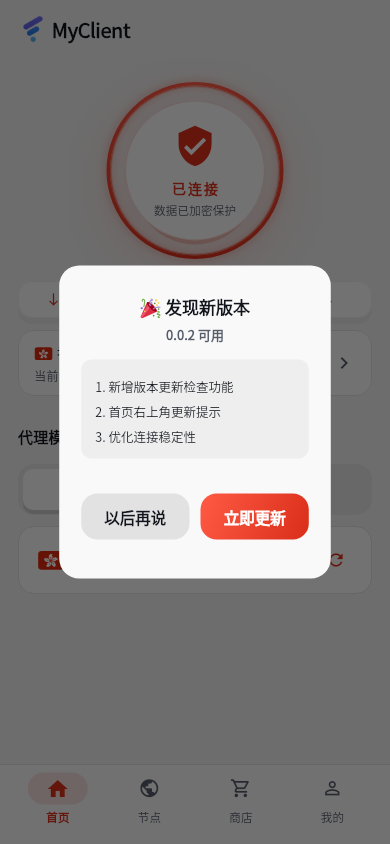 MyClient
已连接
数据已加密保护
🎉 发现新版本
0.0.2 可用
1. 新增版本更新检查功能
2. 首页右上角更新提示
3. 优化连接稳定性
以后再说
立即更新
当前
代理模
首页
节点
商店
我的